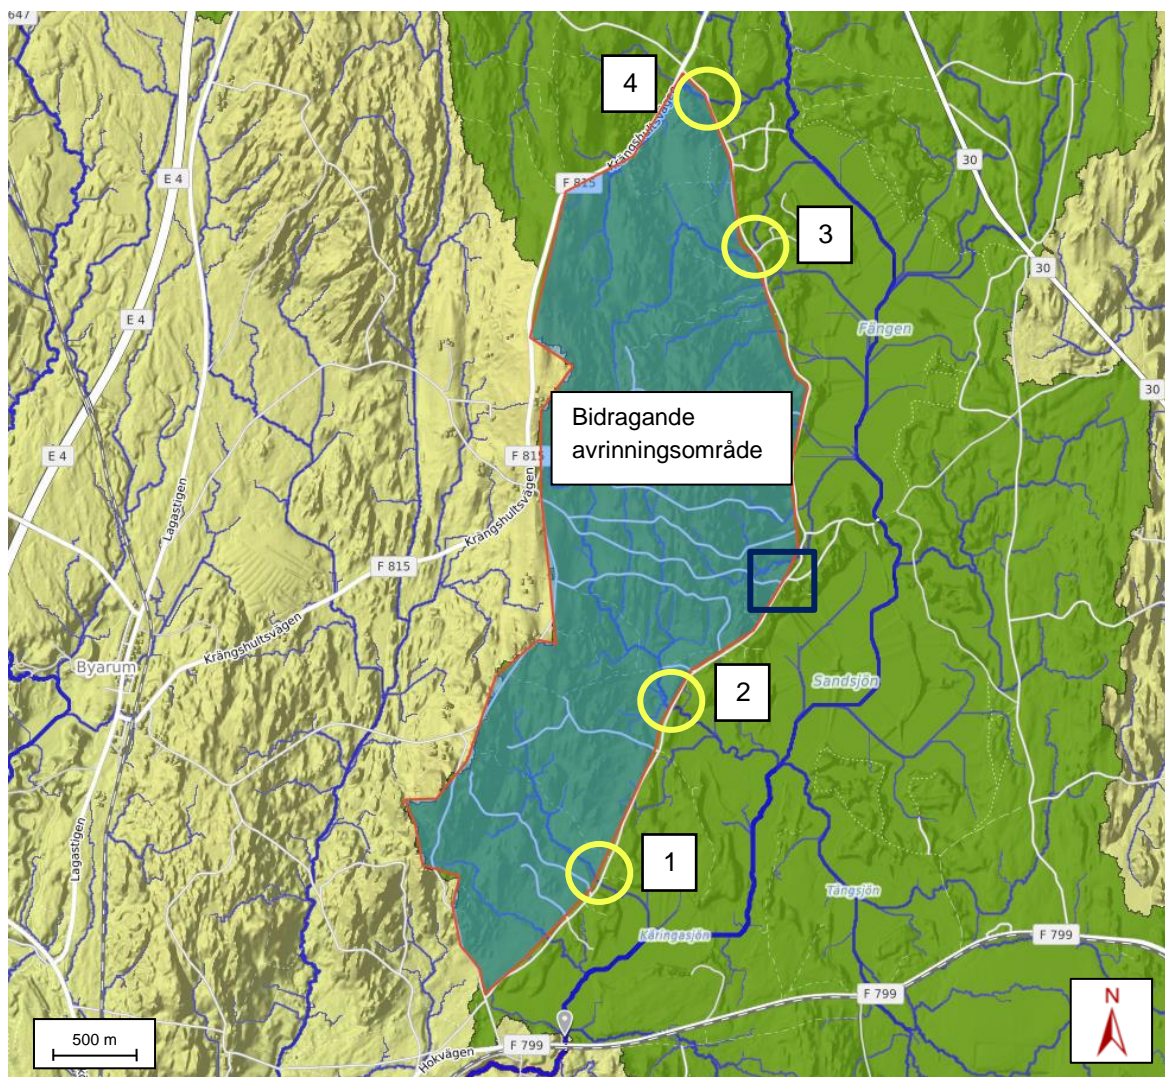 647
4
Krängshultsvägen
E 4
F 815
30
3
30
E 4
Fängen
30
Bidragande
avrinningsområde
E 4
F 815
Lagastigen
Krängshultsvägen
F 815
Krängshultsvägen
Byarum
Sandsjön
2
Lagastigen
1
Tängsjön
Käringasjön
F 799
F 799
N
500 m
F 799
Hokvägen